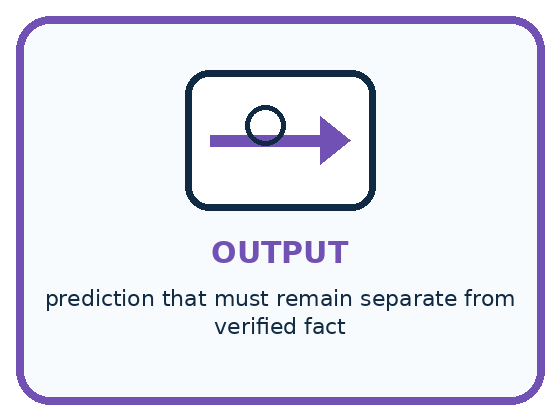 OUTPUT
prediction that must remain separate from
verified fact